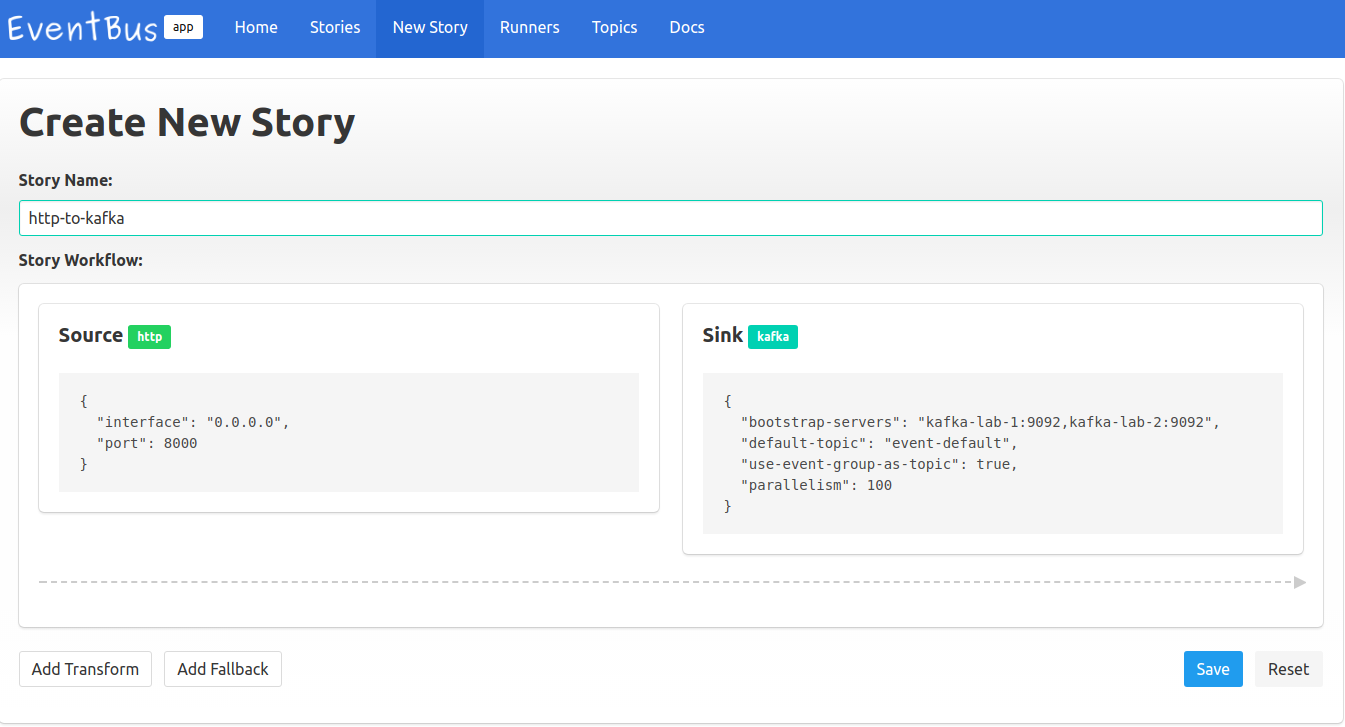 EventBus app Home Stories New Story Runners Topics Docs
Create New Story
Story Name:
http-to-kafka
Story Workflow:
Source http
{
  "interface": "0.0.0.0",
  "port": 8000
}
Sink kafka
{
  "bootstrap-servers": "kafka-lab-1:9092,kafka-lab-2:9092",
  "default-topic": "event-default",
  "use-event-group-as-topic": true,
  "parallelism": 100
}
Add Transform Add Fallback Save Reset